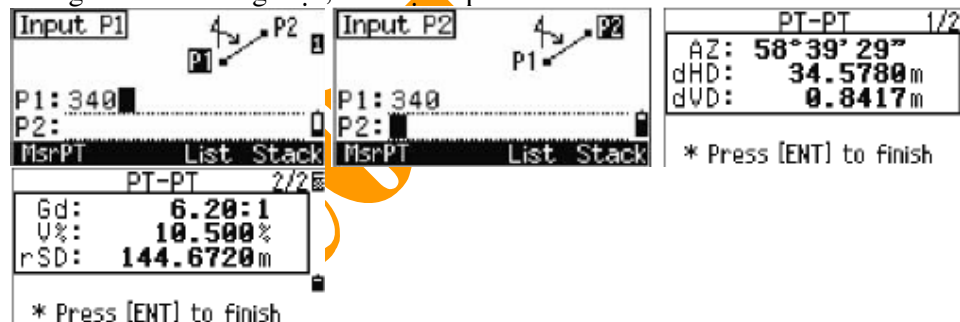 Input P1
P2
1
P1
P1:340
P2:
MsrPT List Stack
Input P2
P2
P1
P1:340
P2:
MsrPT List Stack
PT-PT 1/2
AZ: 58°39'29"
dHD: 34.5780m
dVD: 0.8417m
* Press [ENT] to finish
PT-PT 2/2
Gd: 6.20:1
V%: 10.500%
rSD: 144.6720m
* Press [ENT] to finish